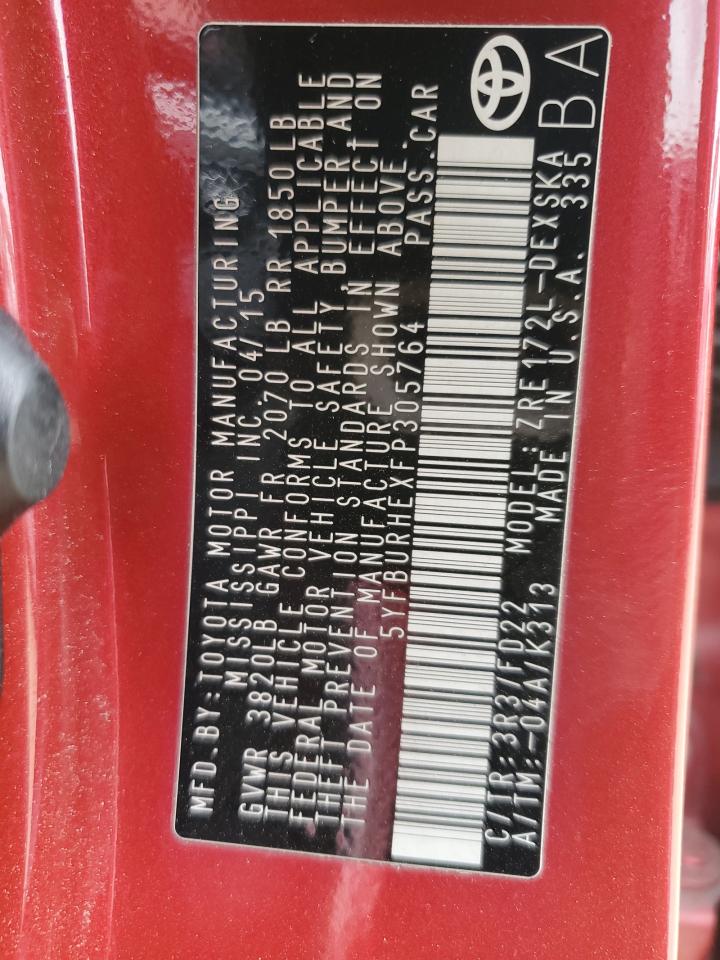 MFD.BY:TOYOTA MOTOR MANUFACTURING
MISSISSIPPI INC.04/15
GVWR 3820LB GAWR FR 2070 LB RR 1850LB
THIS VEHICLE CONFORMS TO ALL APPLICABLE
FEDERAL MOTOR VEHICLE SAFETY, BUMPER AND
THEFT PREVENTION STANDARDS IN EFFECT ON
THE DATE OF MANUFACTURE SHOWN ABOVE.
5YFBURHEXFP305764 PASS.CAR
C/TR:3R3/FD22 MODEL:ZRE172L-DEXSKA
A/TM:-04A/K313 MADE IN U.S.A. 335
BA